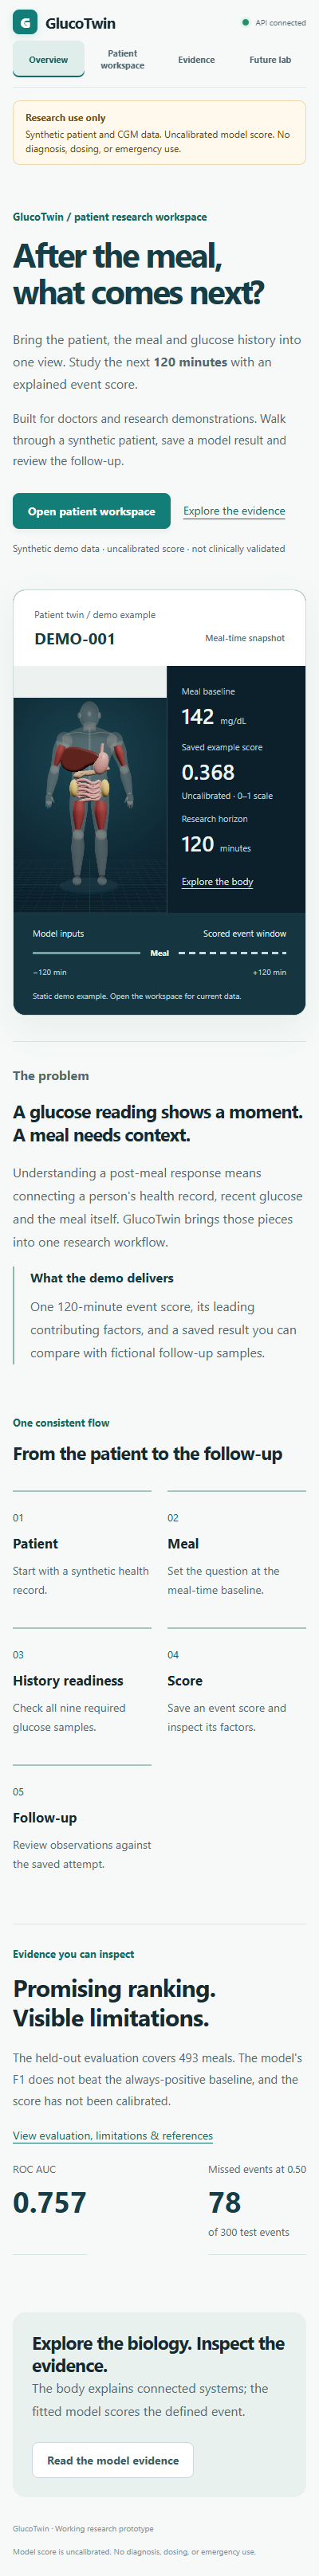 G GlucoTwin
API connected
Overview
Patient
workspace
Evidence
Future lab
Research use only
Synthetic patient and CGM data. Uncalibrated model score. No
diagnosis, dosing, or emergency use.
GlucoTwin / patient research workspace
After the meal,
what comes next?
Bring the patient, the meal and glucose history into
one view. Study the next 120 minutes with an
explained event score.
Built for doctors and research demonstrations. Walk
through a synthetic patient, save a model result and
review the follow-up.
Open patient workspace
Explore the evidence
Synthetic demo data · uncalibrated score · not clinically validated
Patient twin / demo example
DEMO-001
Meal-time snapshot
Meal baseline
142 mg/dL
Saved example score
0.368
Uncalibrated · 0–1 scale
Research horizon
120 minutes
Explore the body
Model inputs
Scored event window
Meal
−120 min
+120 min
Static demo example. Open the workspace for current data.
The problem
A glucose reading shows a moment.
A meal needs context.
Understanding a post-meal response means
connecting a person's health record, recent glucose
and the meal itself. GlucoTwin brings those pieces
into one research workflow.
What the demo delivers
One 120-minute event score, its leading
contributing factors, and a saved result you can
compare with fictional follow-up samples.
One consistent flow
From the patient to the follow-up
01
Patient
Start with a synthetic health
record.
02
Meal
Set the question at the
meal-time baseline.
03
History readiness
Check all nine required
glucose samples.
04
Score
Save an event score and
inspect its factors.
05
Follow-up
Review observations against
the saved attempt.
Evidence you can inspect
Promising ranking.
Visible limitations.
The held-out evaluation covers 493 meals. The model's
F1 does not beat the always-positive baseline, and the
score has not been calibrated.
View evaluation, limitations & references
ROC AUC
0.757
Missed events at 0.50
78
of 300 test events
Explore the biology. Inspect the
evidence.
The body explains connected systems; the
fitted model scores the defined event.
Read the model evidence
GlucoTwin · Working research prototype
Model score is uncalibrated. No diagnosis, dosing, or emergency use.